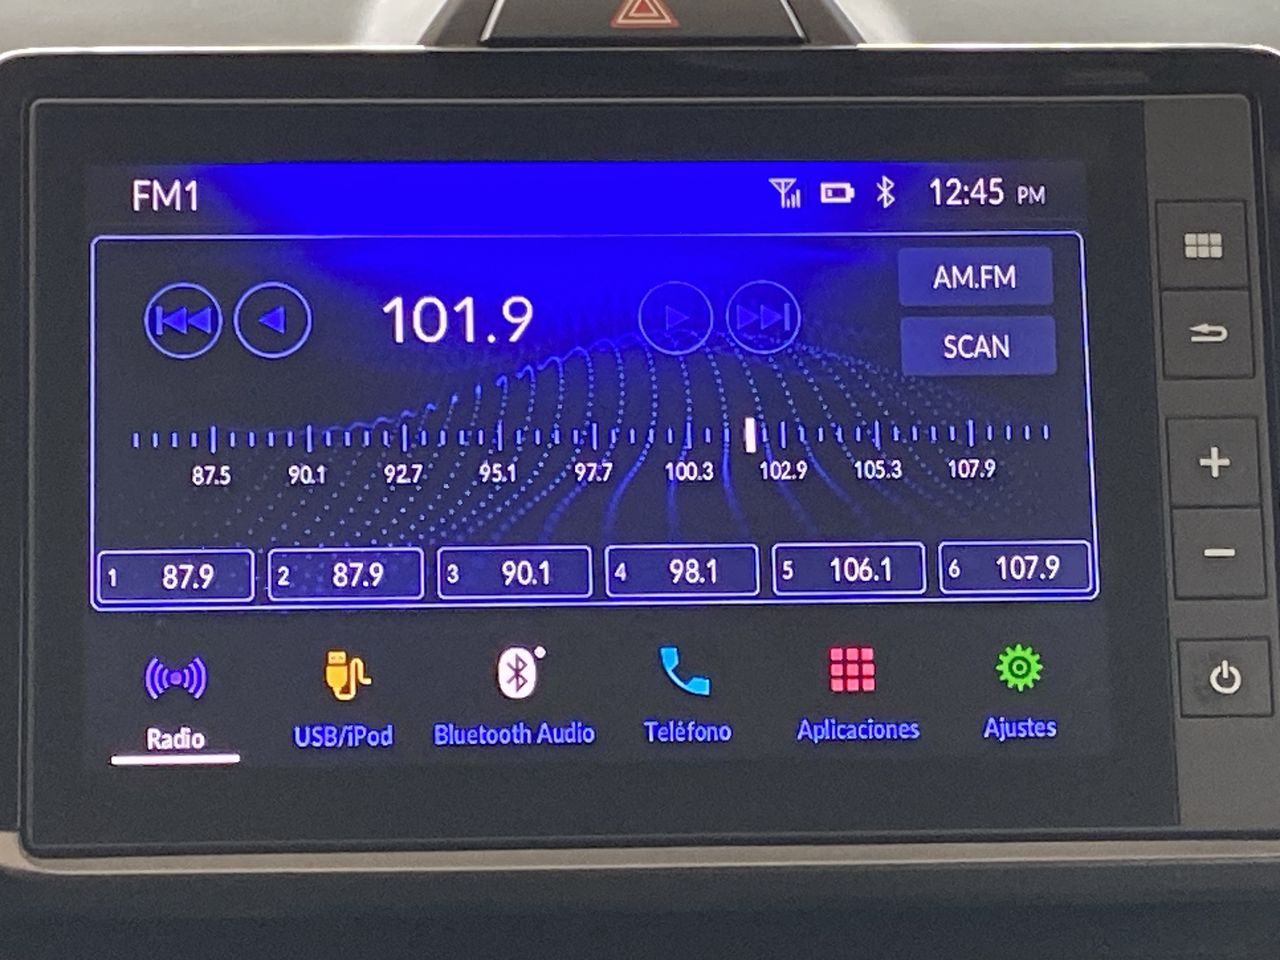 FM1 12:45 PM
101.9 AM.FM
SCAN
87.5 90.1 92.7 95.1 97.7 100.3 102.9 105.3 107.9
1 87.9 2 87.9 3 90.1 4 98.1 5 106.1 6 107.9
Radio USB/iPod Bluetooth Audio Teléfono Aplicaciones Ajustes